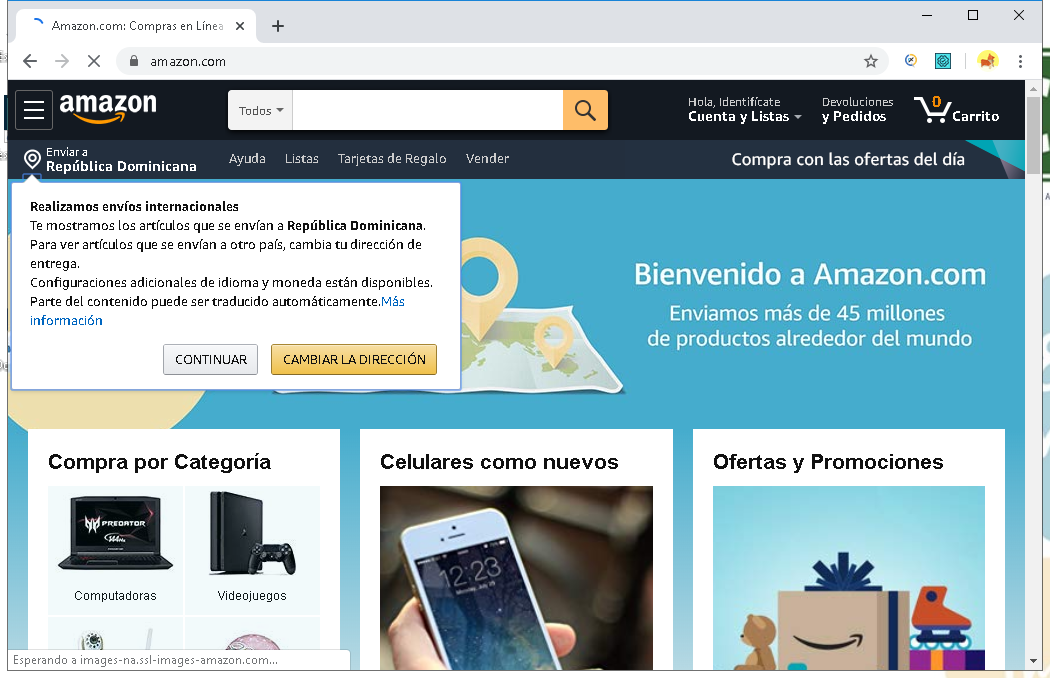 Amazon.com: Compras en Línea
amazon.com
amazon
Todos
Hola, Identifícate
Cuenta y Listas
Devoluciones
y Pedidos
0
Carrito
Enviar a
República Dominicana
Ayuda
Listas
Tarjetas de Regalo
Vender
Compra con las ofertas del día
Realizamos envíos internacionales
Te mostramos los artículos que se envían a República Dominicana.
Para ver artículos que se envían a otro país, cambia tu dirección de
entrega.
Configuraciones adicionales de idioma y moneda están disponibles.
Parte del contenido puede ser traducido automáticamente.Más
información
CONTINUAR
CAMBIAR LA DIRECCIÓN
Bienvenido a Amazon.com
Enviamos más de 45 millones
de productos alrededor del mundo
Compra por Categoría
PREDATOR
Computadoras
Videojuegos
Celulares como nuevos
12:23
Ofertas y Promociones
Esperando a images-na.ssl-images-amazon.com...